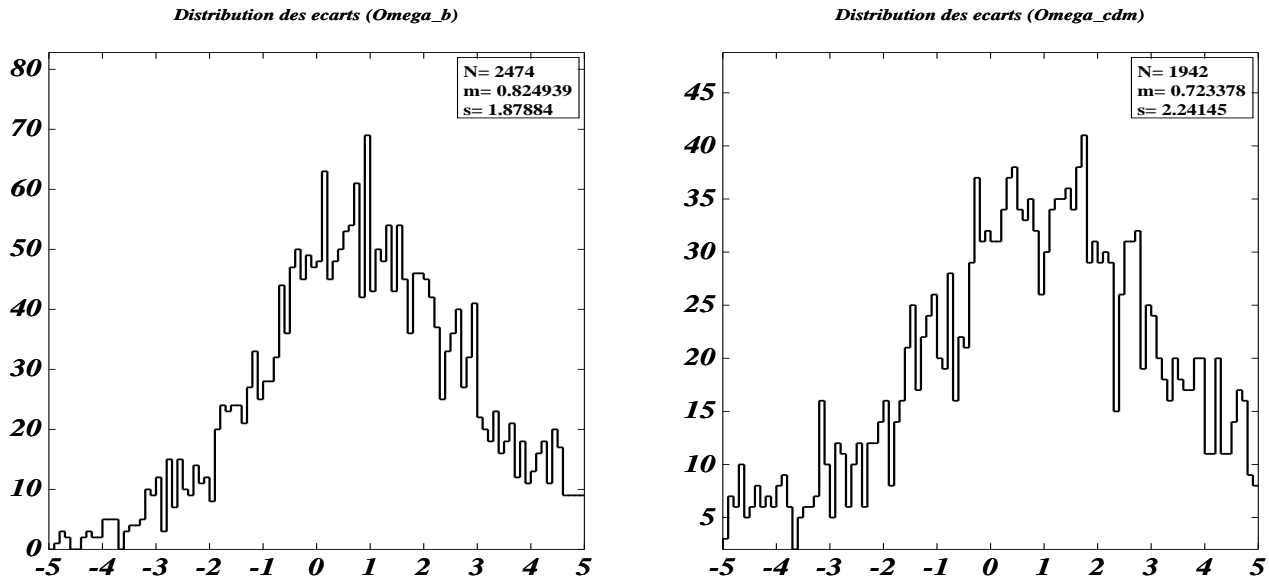 Distribution des ecarts (Omega_b)
80
70
60
50
40
30
20
10
0
N= 2474
m= 0.824939
s= 1.87884
-5 -4 -3 -2 -1 0 1 2 3 4 5
Distribution des ecarts (Omega_cdm)
45
40
35
30
25
20
15
10
5
N= 1942
m= 0.723378
s= 2.24145
-5 -4 -3 -2 -1 0 1 2 3 4 5